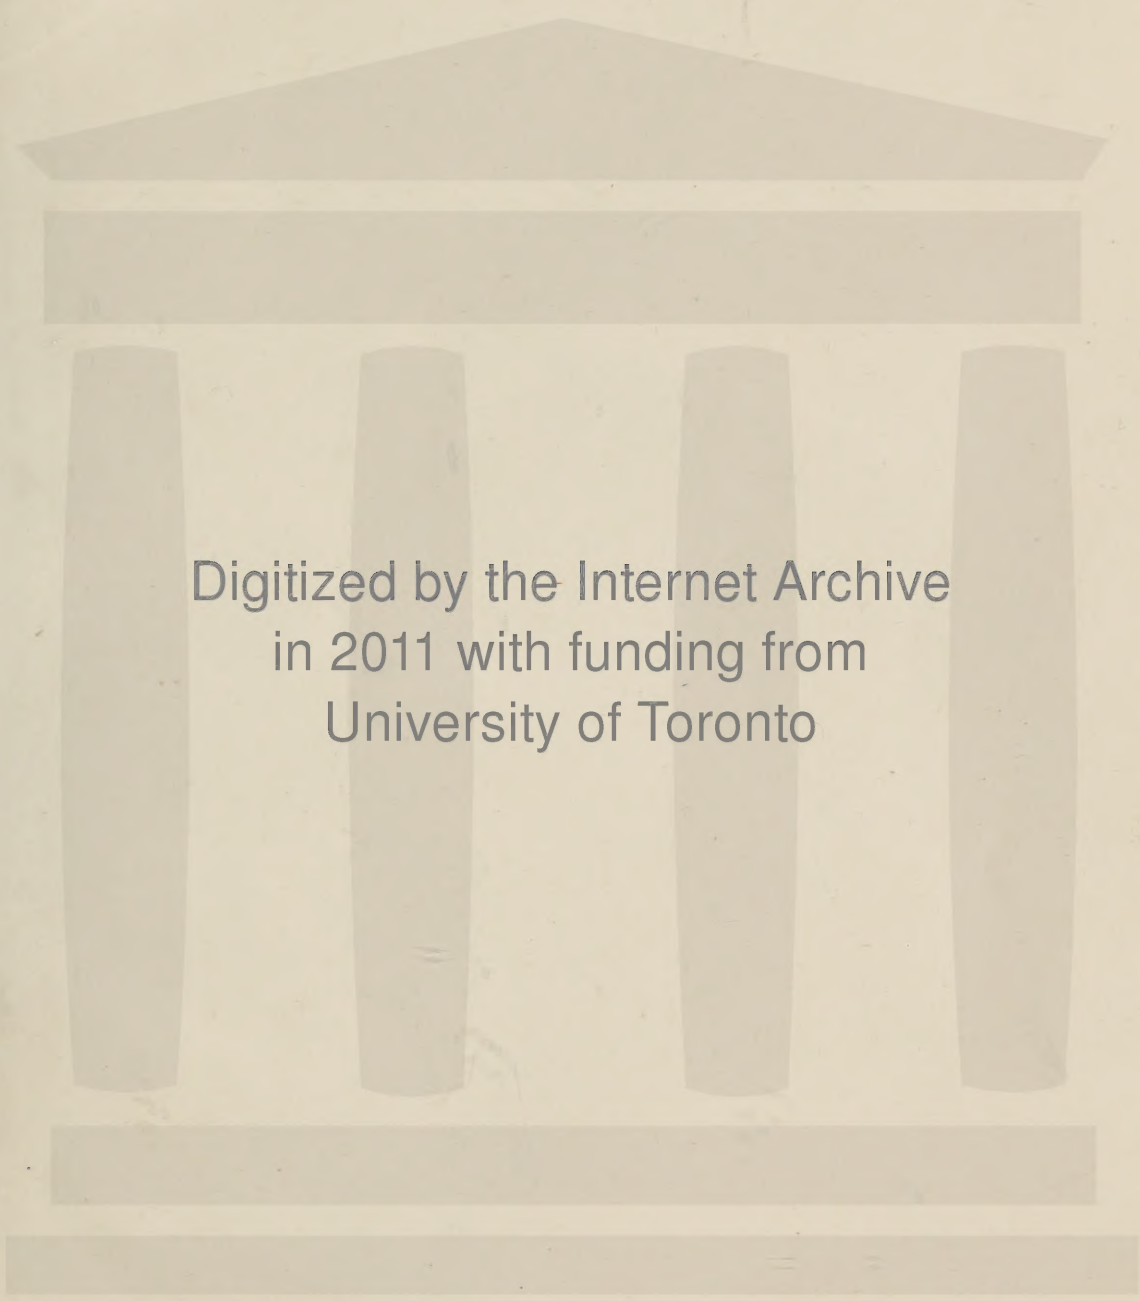 Digitized by the Internet Archive
in 2011 with funding from
University of Toronto